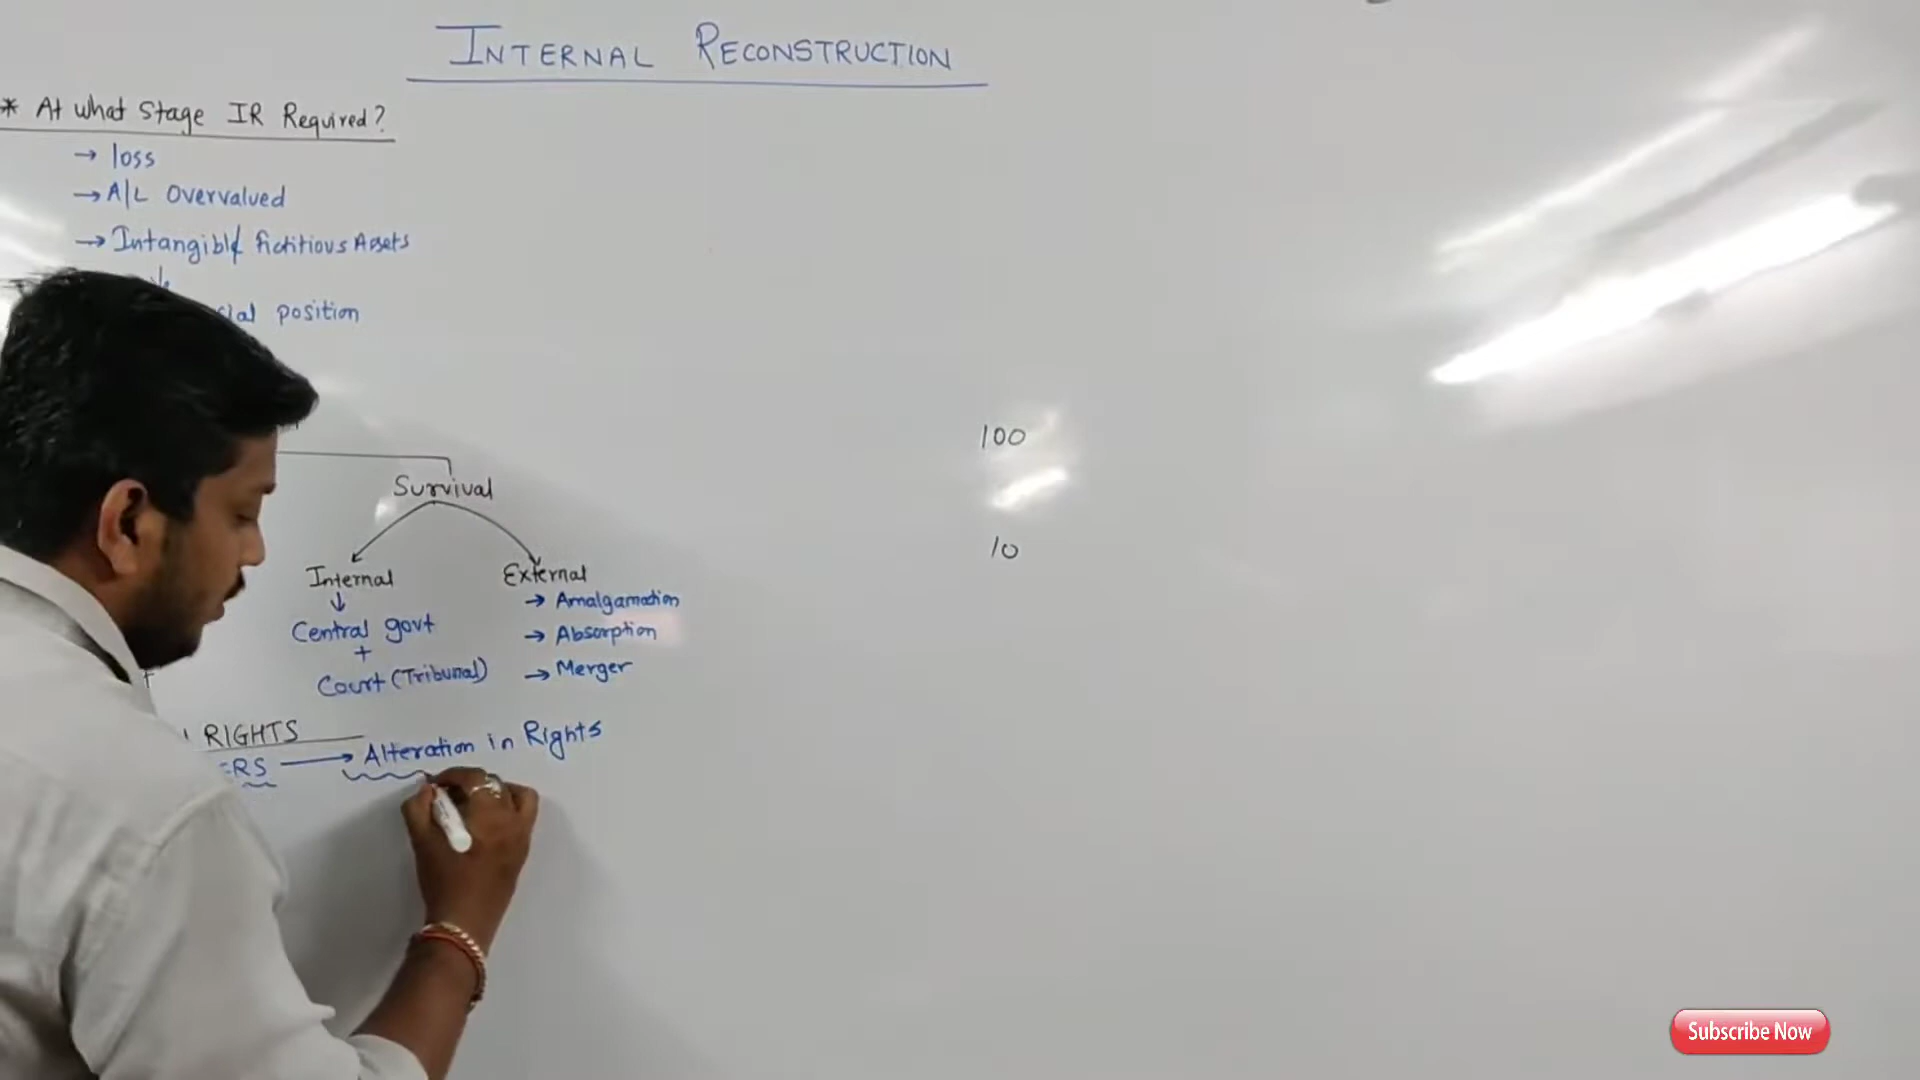 INTERNAL RECONSTRUCTION
* At what stage IR Required?
→ loss
→ A/L Overvalued
→ Intangible/ fictitious Assets
position
100
Survival
10
Internal
External
↓
→ Amalgamation
Central govt
→ Absorption
+
Court (Tribunal)
→ Merger
RIGHTS
ERS → Alteration in Rights
Subscribe Now